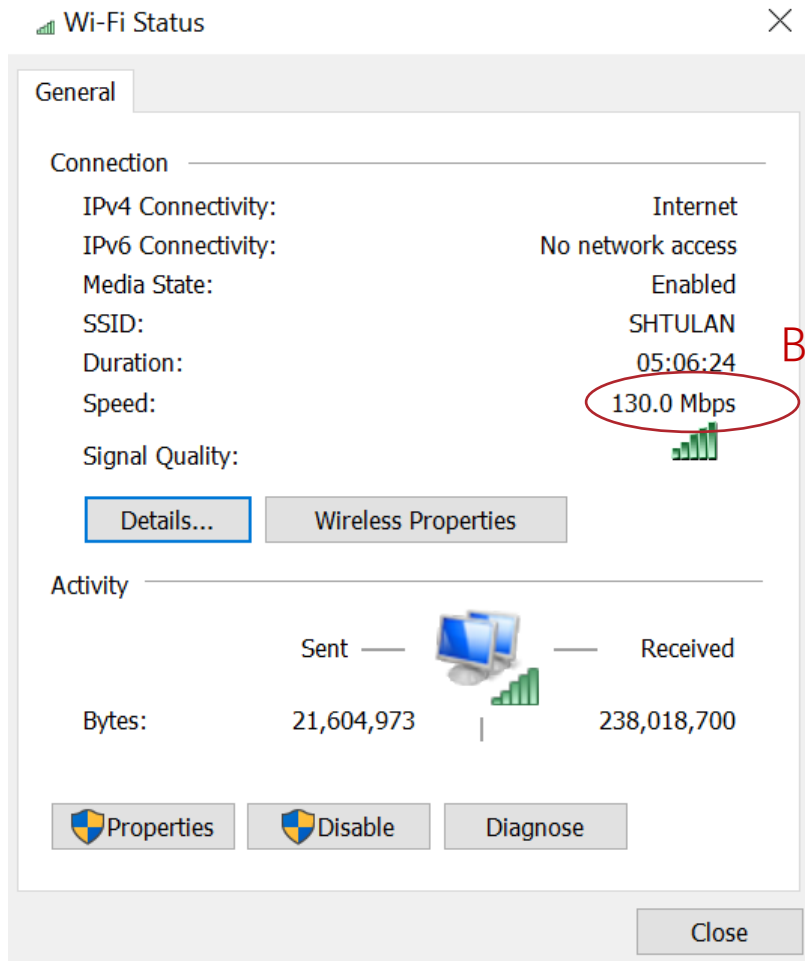 Wi-Fi Status
General
Connection
IPv4 Connectivity: Internet
IPv6 Connectivity: No network access
Media State: Enabled
SSID: SHTULAN
Duration: 05:06:24
B
Speed: 130.0 Mbps
Signal Quality:
Details... Wireless Properties
Activity
Sent Received
Bytes: 21,604,973 238,018,700
Properties Disable Diagnose
Close